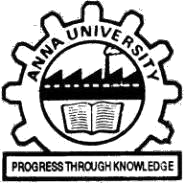 ANNA UNIVERSITY
PROGRESS THROUGH KNOWLEDGE